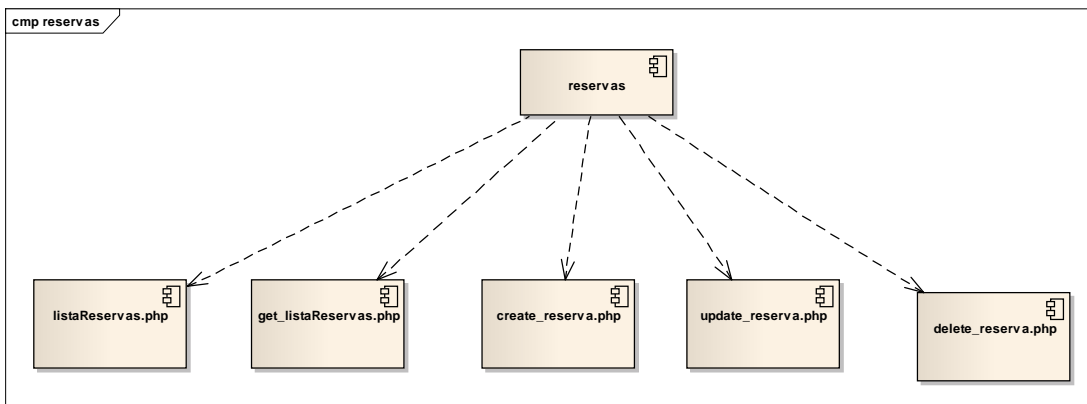 cmp reservas
reservas
listaReservas.php
get_listaReservas.php
create_reserva.php
update_reserva.php
delete_reserva.php